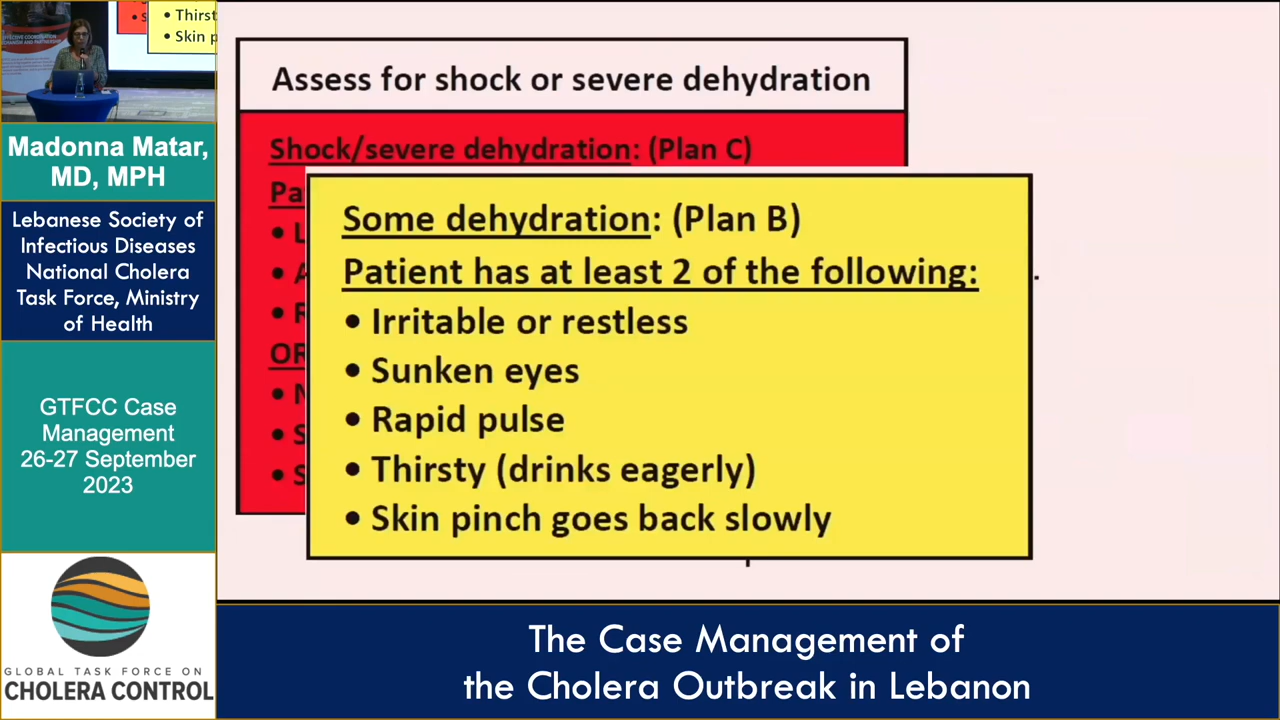 Thirst
Skin p
Madonna Matar,
MD, MPH
Lebanese Society of
Infectious Diseases
National Cholera
Task Force, Ministry
of Health
GTFCC Case
Management
26-27 September
2023
GLOBAL TASK FORCE ON
CHOLERA CONTROL
Assess for shock or severe dehydration
Shock/severe dehydration: (Plan C)
Some dehydration: (Plan B)
Patient has at least 2 of the following:
• Irritable or restless
• Sunken eyes
• Rapid pulse
• Thirsty (drinks eagerly)
• Skin pinch goes back slowly
The Case Management of
the Cholera Outbreak in Lebanon